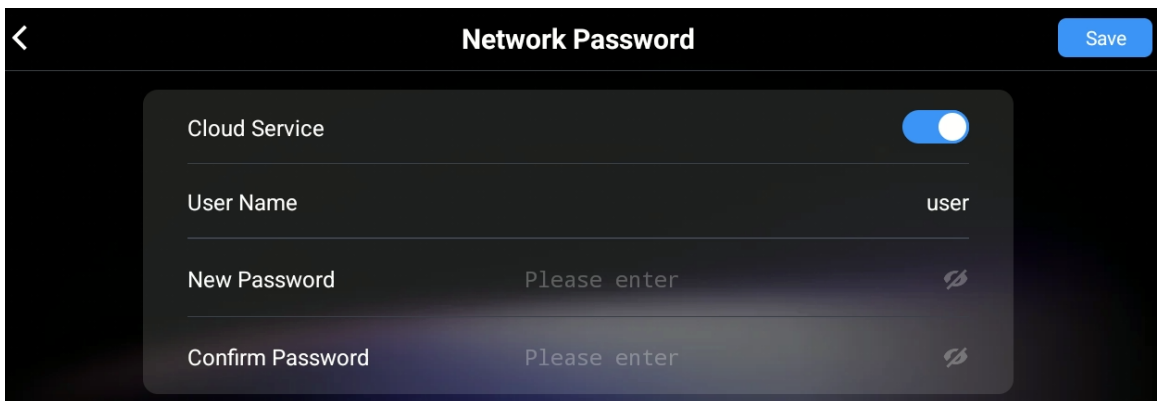 Network Password
Save
Cloud Service
User Name
user
New Password
Please enter
Confirm Password
Please enter